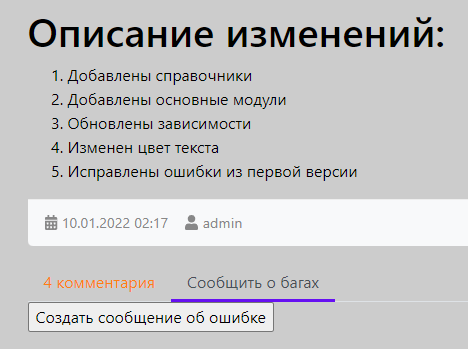 Описание изменений:
1. Добавлены справочники
2. Добавлены основные модули
3. Обновлены зависимости
4. Изменен цвет текста
5. Исправлены ошибки из первой версии
10.01.2022 02:17 admin
4 комментария Сообщить о багах
Создать сообщение об ошибке